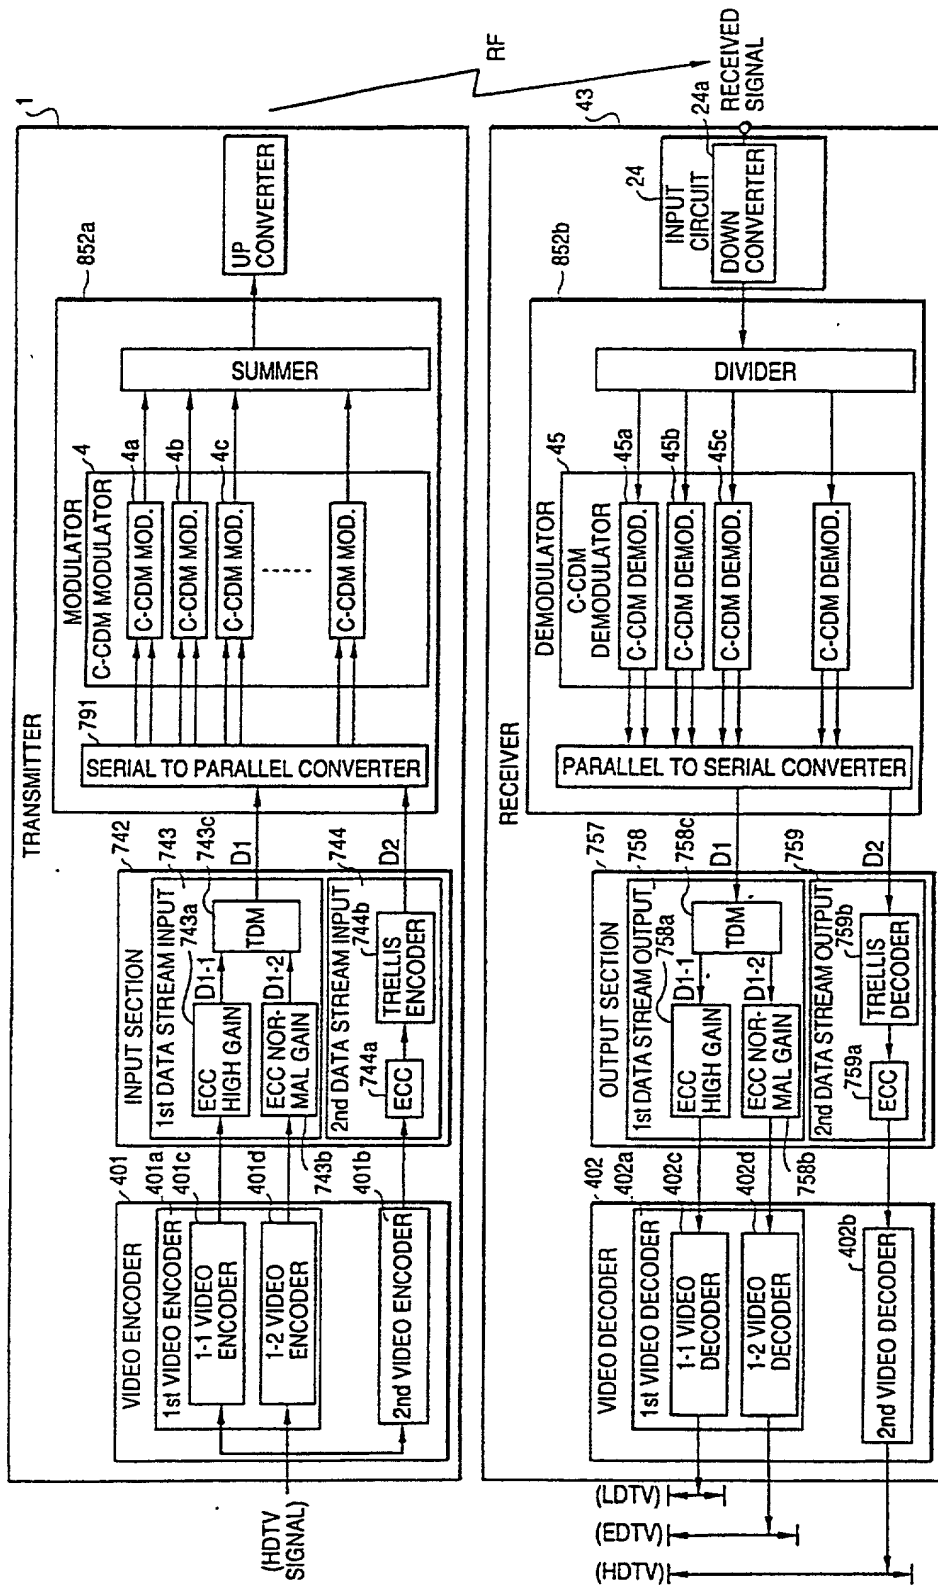 TRANSMITTER
1
(HDTV
SIGNAL)
VIDEO ENCODER
401
1st VIDEO ENCODER
401a
1-1 VIDEO
ENCODER
401c
1-2 VIDEO
ENCODER
401d
2nd VIDEO ENCODER
401b
INPUT SECTION
742
1st DATA STREAM INPUT
743
ECC
HIGH GAIN
743a
ECC NOR-
MAL GAIN
743b
D1-1
D1-2
TDM
743c
2nd DATA STREAM INPUT
744
ECC
744a
TRELLIS
ENCODER
744b
D1
D2
SERIAL TO PARALLEL CONVERTER
791
MODULATOR
852a
C-CDM MODULATOR
4
C-CDM MOD.
4a
C-CDM MOD.
4b
C-CDM MOD.
4c
C-CDM MOD.
SUMMER
UP
CONVERTER
RF
RECEIVED
SIGNAL
RECEIVER
43
INPUT
CIRCUIT
24
DOWN
CONVERTER
24a
DIVIDER
DEMODULATOR
852b
C-CDM
DEMODULATOR
45
C-CDM DEMOD.
45a
C-CDM DEMOD.
45b
C-CDM DEMOD.
45c
C-CDM DEMOD.
PARALLEL TO SERIAL CONVERTER
D1
D2
OUTPUT SECTION
757
1st DATA STREAM OUTPUT
758
TDM
758c
D1-1
D1-2
ECC
HIGH GAIN
758a
ECC NOR-
MAL GAIN
758b
2nd DATA STREAM OUTPUT
759
TRELLIS
DECODER
759b
ECC
759a
VIDEO DECODER
402
1st VIDEO DECODER
402a
1-1 VIDEO
DECODER
402c
1-2 VIDEO
DECODER
402d
2nd VIDEO DECODER
402b
(LDTV)
(EDTV)
(HDTV)